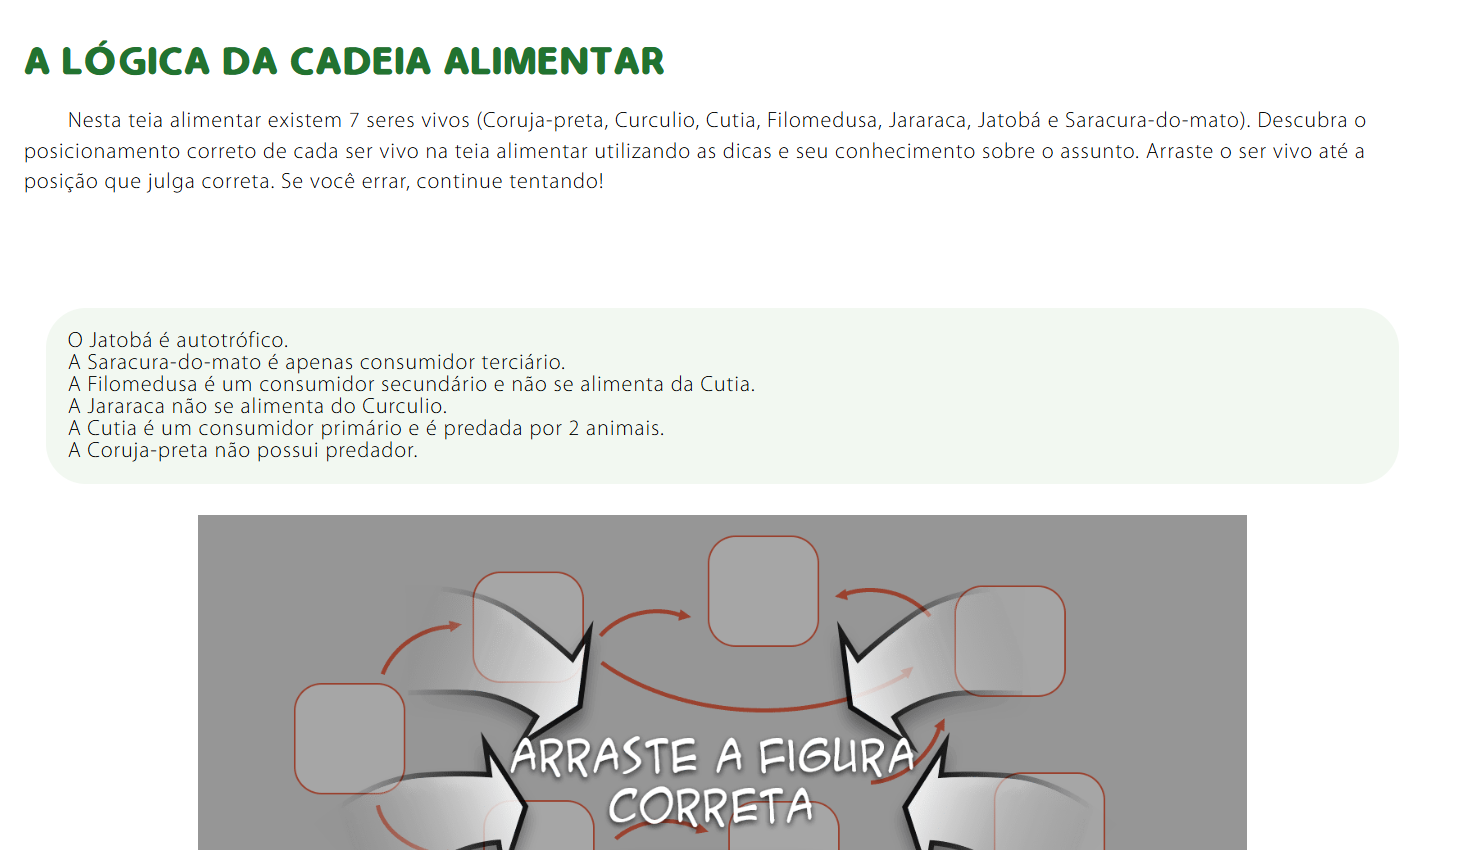 A LÓGICA DA CADEIA ALIMENTAR
Nesta teia alimentar existem 7 seres vivos (Coruja-preta, Curculio, Cutia, Filomedusa, Jararaca, Jatobá e Saracura-do-mato). Descubra o
posicionamento correto de cada ser vivo na teia alimentar utilizando as dicas e seu conhecimento sobre o assunto. Arraste o ser vivo até a
posição que julga correta. Se você errar, continue tentando!
O Jatobá é autotrófico.
A Saracura-do-mato é apenas consumidor terciário.
A Filomedusa é um consumidor secundário e não se alimenta da Cutia.
A Jararaca não se alimenta do Curculio.
A Cutia é um consumidor primário e é predada por 2 animais.
A Coruja-preta não possui predador.
ARRASTE A FIGURA
CORRETA